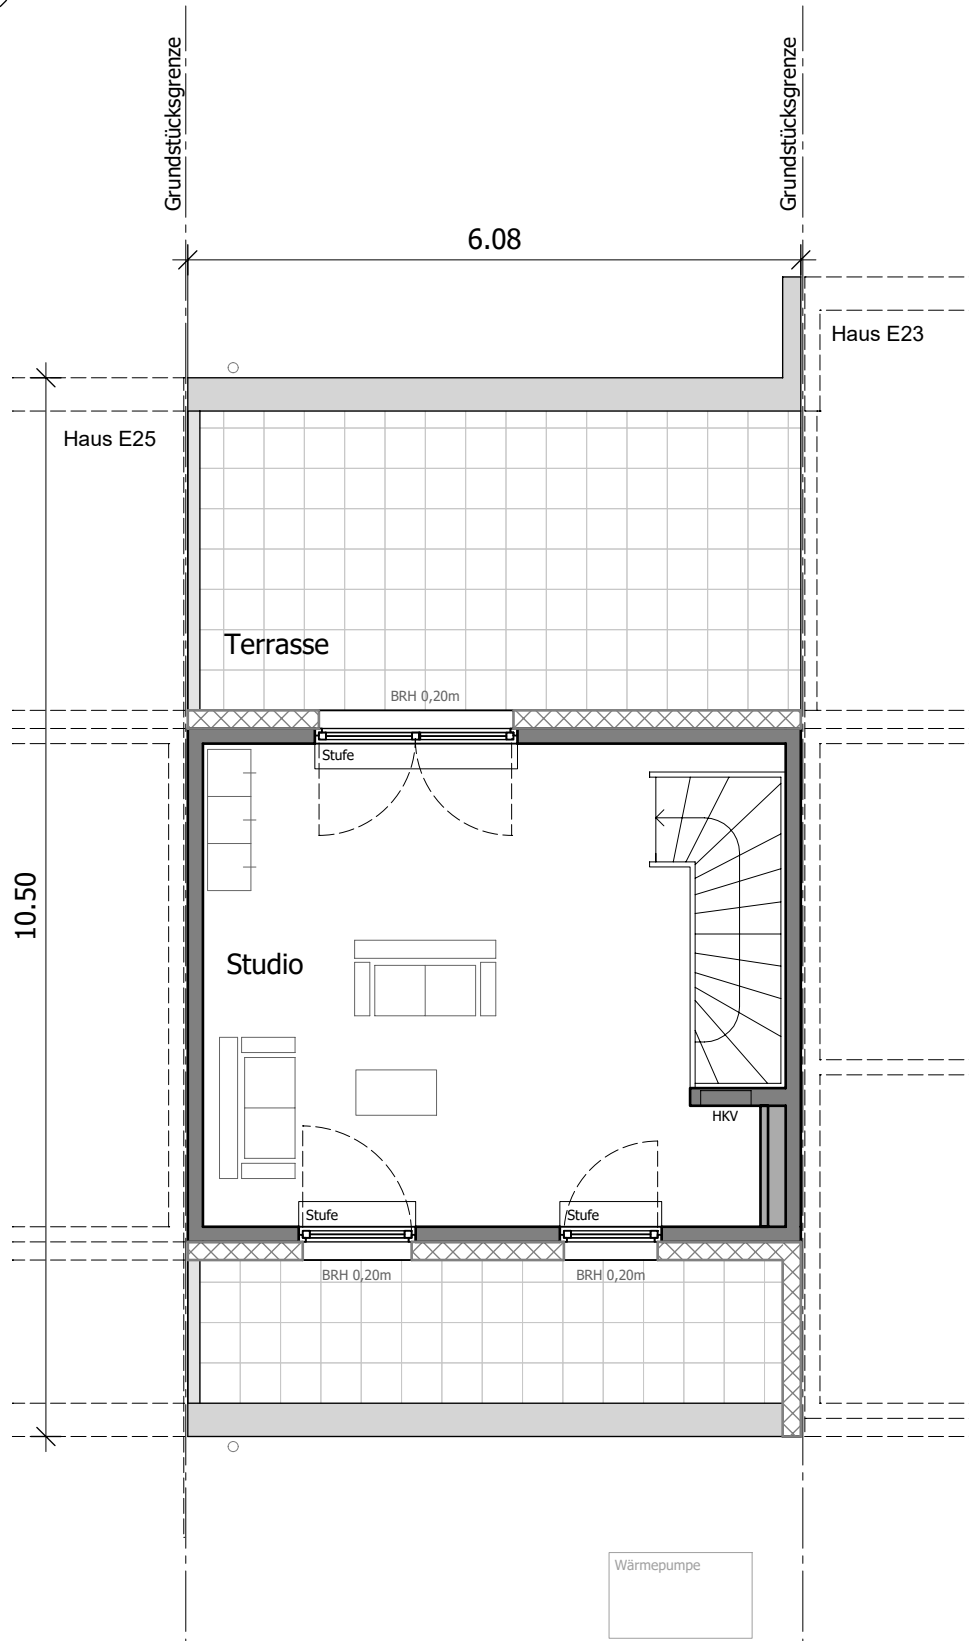 Grundstücksgrenze
Grundstücksgrenze
6.08
Haus E23
Haus E25
Terrasse
BRH 0,20m
Stufe
10.50
Studio
HKV
Stufe
Stufe
BRH 0,20m
BRH 0,20m
Wärmepumpe